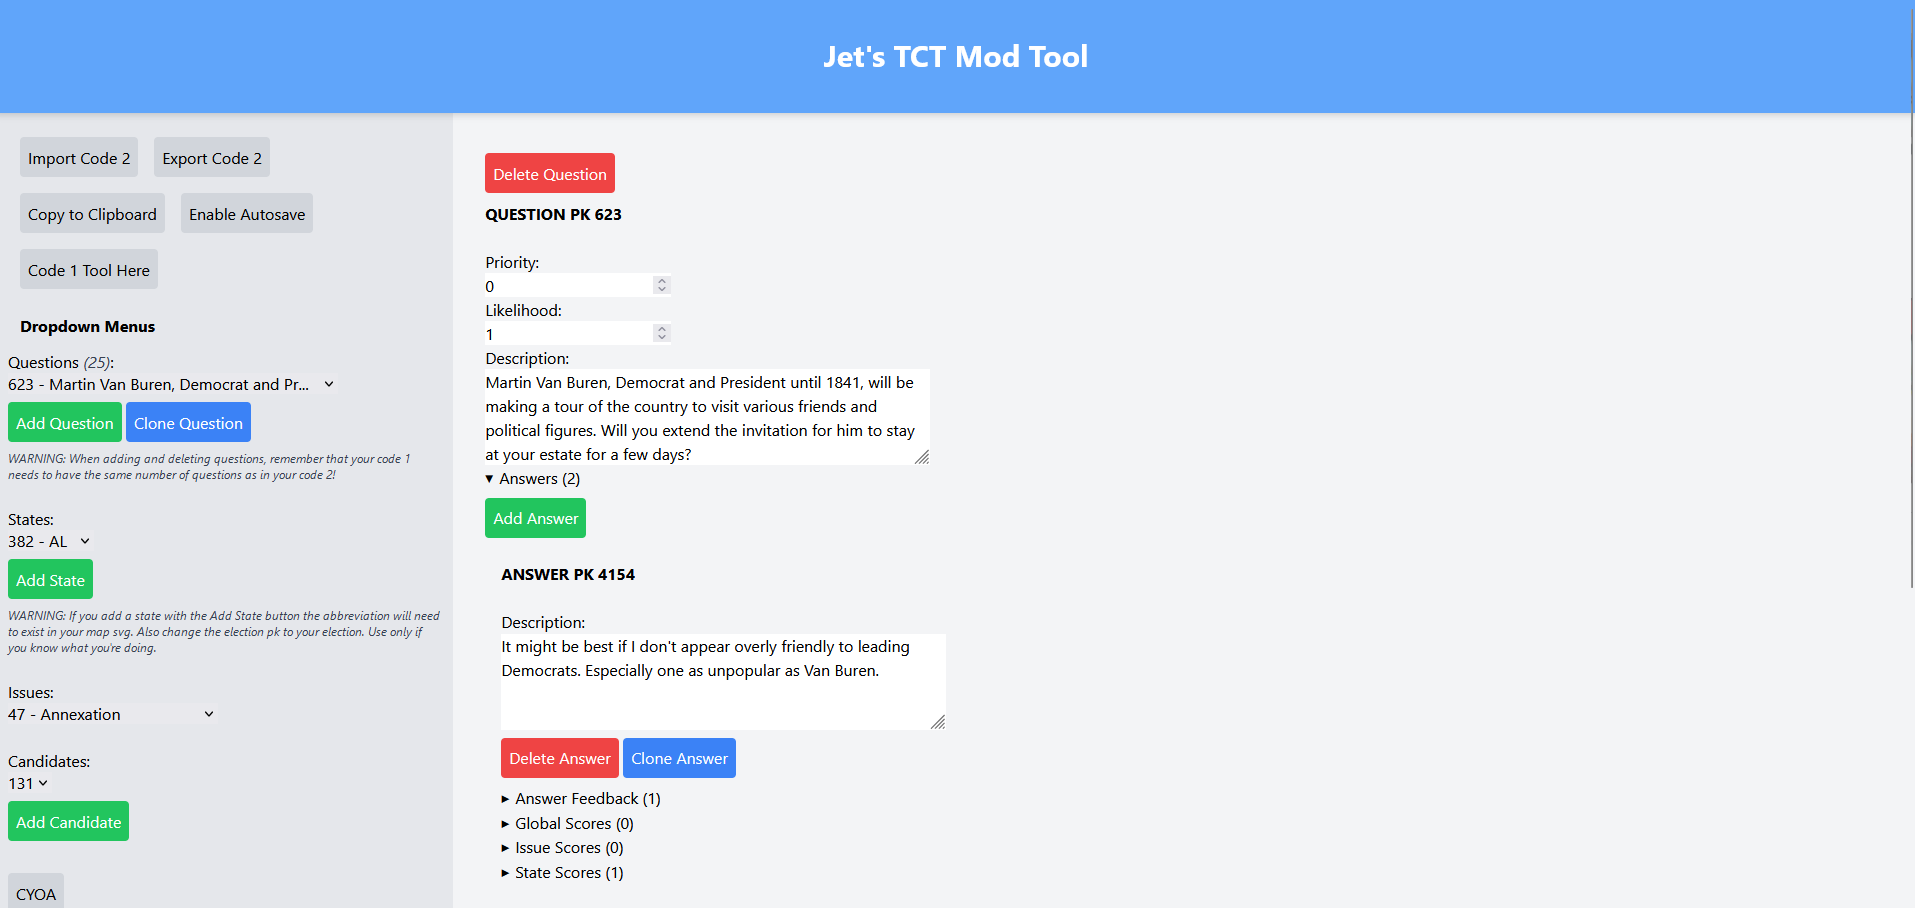 Jet's TCT Mod Tool
Import Code 2
Export Code 2
Copy to Clipboard
Enable Autosave
Code 1 Tool Here
Dropdown Menus
Questions (25):
623 - Martin Van Buren, Democrat and Pr...
Add Question
Clone Question
WARNING: When adding and deleting questions, remember that your code 1
needs to have the same number of questions as in your code 2!
States:
382 - AL
Add State
WARNING: If you add a state with the Add State button the abbreviation will need
to exist in your map svg. Also change the election pk to your election. Use only if
you know what you're doing.
Issues:
47 - Annexation
Candidates:
131
Add Candidate
CYOA
Delete Question
QUESTION PK 623
Priority:
0
Likelihood:
1
Description:
Martin Van Buren, Democrat and President until 1841, will be
making a tour of the country to visit various friends and
political figures. Will you extend the invitation for him to stay
at your estate for a few days?
▾ Answers (2)
Add Answer
ANSWER PK 4154
Description:
It might be best if I don't appear overly friendly to leading
Democrats. Especially one as unpopular as Van Buren.
Delete Answer
Clone Answer
▸ Answer Feedback (1)
▸ Global Scores (0)
▸ Issue Scores (0)
▸ State Scores (1)